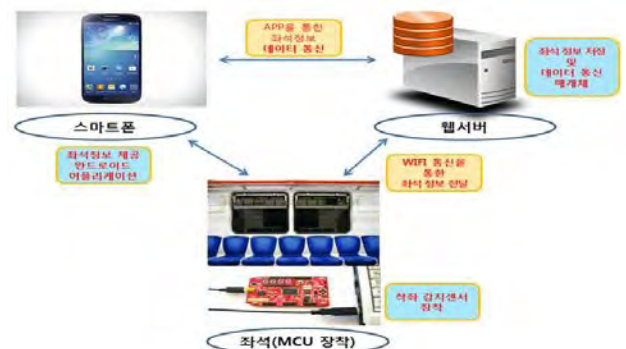 APP을 통한
좌석정보
데이터 통신
좌석정보 저장
및
데이터 통신
매개체
스마트폰
웹서버
좌석정보 제공
안드로이드
어플리케이션
WIFI 통신을
통한
좌석정보 전달
착좌 감지센서
장착
좌석(MCU 장착)